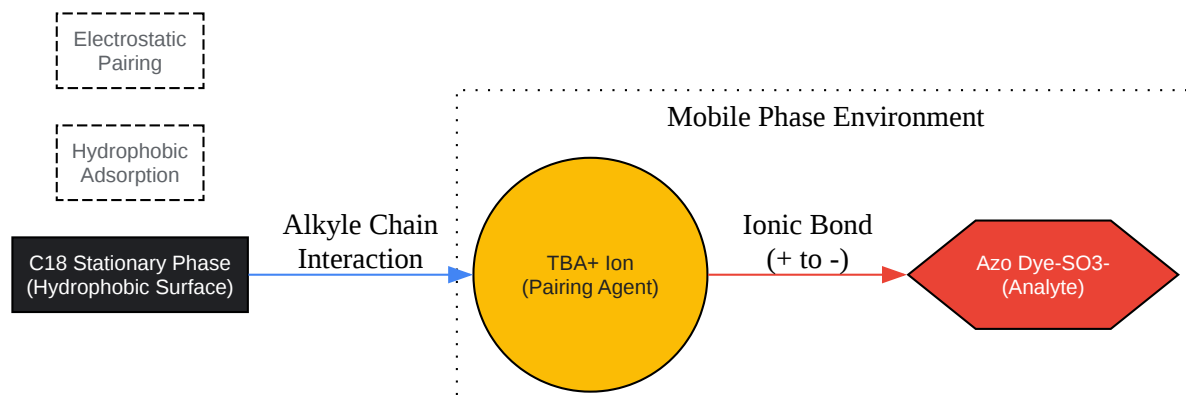 Electrostatic
Pairing
Hydrophobic
Adsorption
Mobile Phase Environment
C18 Stationary Phase
(Hydrophobic Surface)
Alkyle Chain
Interaction
TBA+ Ion
(Pairing Agent)
Ionic Bond
(+ to -)
Azo Dye-SO3-
(Analyte)